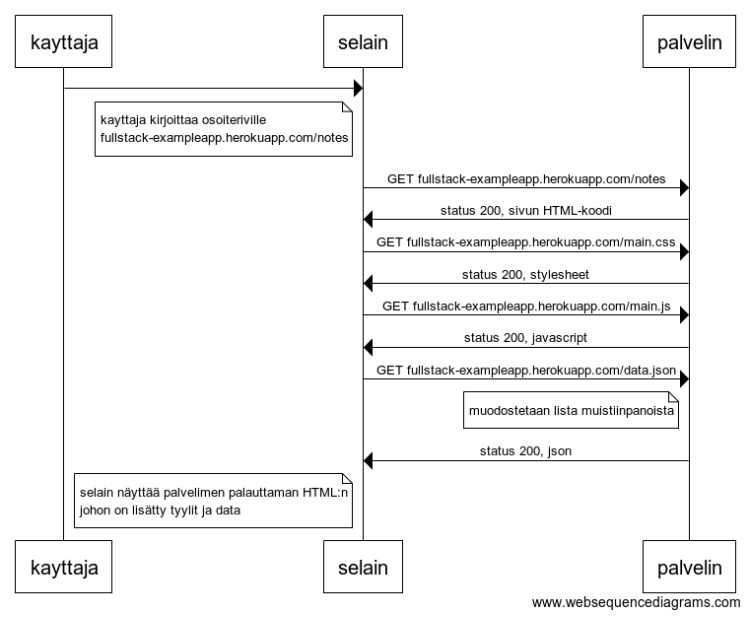 kayttaja
selain
palvelin
kayttaja kirjoittaa osoiteriville
fullstack-exampleapp.herokuapp.com/notes
GET fullstack-exampleapp.herokuapp.com/notes
status 200, sivun HTML-koodi
GET fullstack-exampleapp.herokuapp.com/main.css
status 200, stylesheet
GET fullstack-exampleapp.herokuapp.com/main.js
status 200, javascript
GET fullstack-exampleapp.herokuapp.com/data.json
muodostetaan lista muistiinpanoista
status 200, json
selain näyttää palvelimen palauttaman HTML:n
johon on lisätty tyylit ja data
kayttaja
selain
palvelin
www.websequencediagrams.com